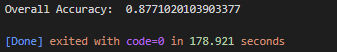 Overall Accuracy:  0.8771020103903377
[Done] exited with code=0 in 178.921 seconds